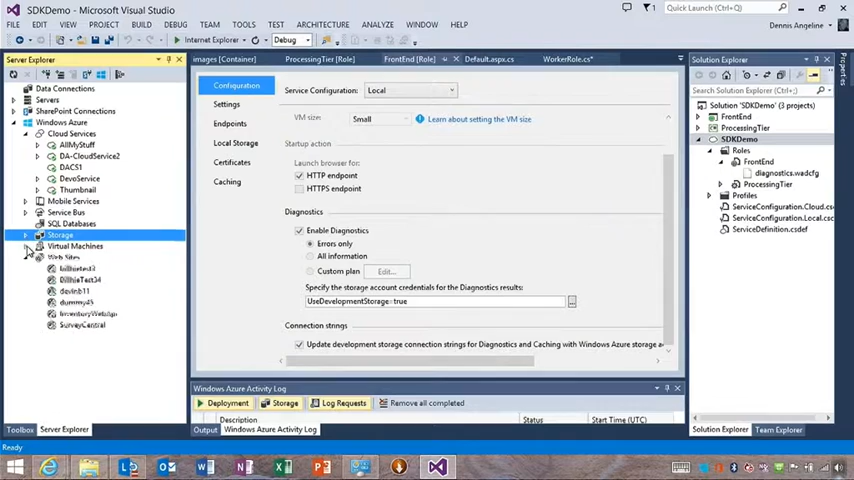 SDKDemo - Microsoft Visual Studio
Quick Launch (Ctrl+Q)
FILE EDIT VIEW PROJECT BUILD DEBUG TEAM TOOLS TEST ARCHITECTURE ANALYZE WINDOW HELP
Dennis Angeline
Internet Explorer
Debug
Server Explorer
Data Connections
Servers
SharePoint Connections
Windows Azure
Cloud Services
AllMyStuff
DA-CloudService2
DACS1
DevoService
Thumbnail
Mobile Services
Service Bus
SQL Databases
Storage
Virtual Machines
Web Sites
billhietest3
BillhieTest34
devinb11
dummy45
SurveyCentral
Toolbox Server Explorer
images [Container] ProcessingTier [Role] FrontEnd [Role] Default.aspx.cs WorkerRole.cs*
Configuration
Settings
Endpoints
Local Storage
Certificates
Caching
Service Configuration: Local
VM size: Small Learn about setting the VM size
Startup action
Launch browser for:
HTTP endpoint
HTTPS endpoint
Diagnostics
Enable Diagnostics
Errors only
All information
Custom plan Edit...
Specify the storage account credentials for the Diagnostics results:
UseDevelopmentStorage=true ...
Connection strings
Update development storage connection strings for Diagnostics and Caching with Windows Azure storage a
Windows Azure Activity Log
Deployment Storage Log Requests Remove all completed
Description Status Start Time (UTC)
Output Windows Azure Activity Log
Solution Explorer
Search Solution Explorer
Solution 'SDKDemo' (3 projects)
FrontEnd
ProcessingTier
SDKDemo
Roles
FrontEnd
diagnostics.wadcfg
ProcessingTier
Profiles
ServiceConfiguration.Cloud.cs
ServiceConfiguration.Local.cs
ServiceDefinition.csdef
Solution Explorer Team Explorer
Properties
Ready